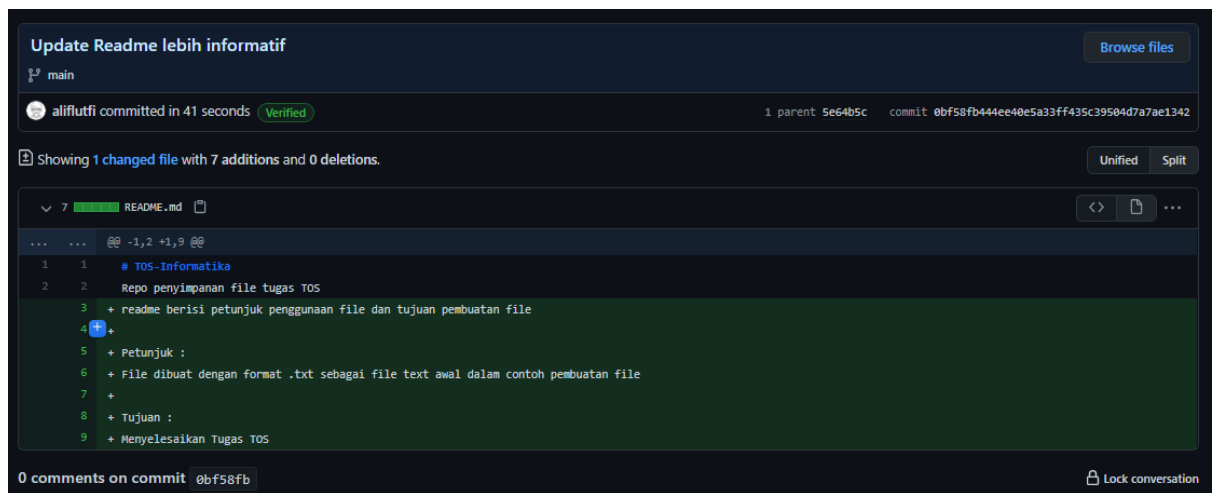 Update Readme lebih informatif
Browse files
main
aliflutfi committed in 41 seconds Verified
1 parent 5e64b5c commit 0bf58fb444ee40e5a33ff435c39504d7a7ae1342
Showing 1 changed file with 7 additions and 0 deletions.
Unified Split
7 README.md
... ... @@ -1,2 +1,9 @@
1 1 # TOS-Informatika
2 2 Repo penyimpanan file tugas TOS
3 + readme berisi petunjuk penggunaan file dan tujuan pembuatan file
4 +
5 + Petunjuk :
6 + File dibuat dengan format .txt sebagai file text awal dalam contoh pembuatan file
7 +
8 + Tujuan :
9 + Menyelesaikan Tugas TOS
0 comments on commit 0bf58fb
Lock conversation